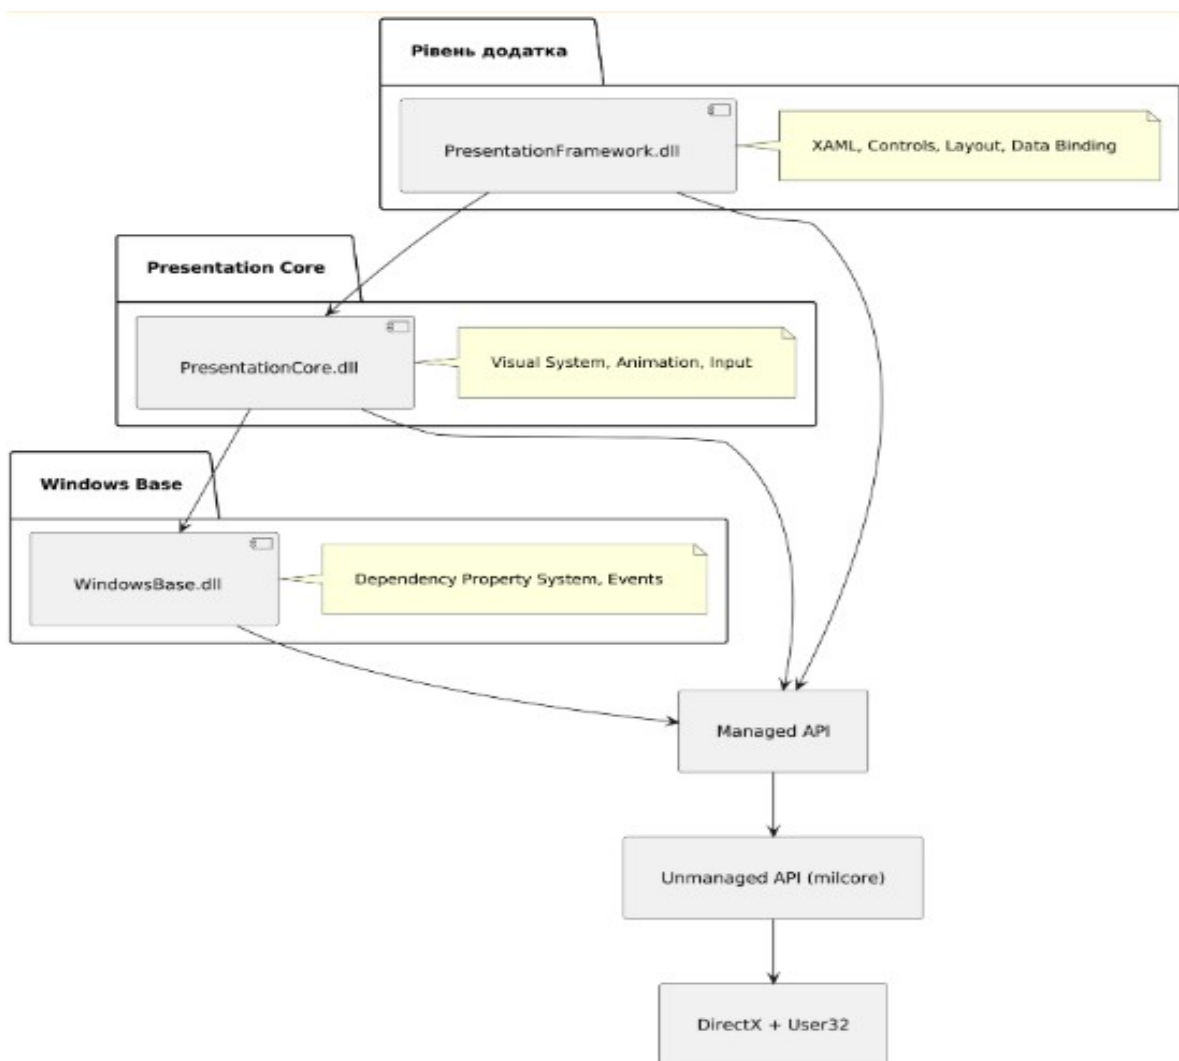 Рівень додатка
PresentationFramework.dll
XAML, Controls, Layout, Data Binding
Presentation Core
PresentationCore.dll
Visual System, Animation, Input
Windows Base
WindowsBase.dll
Dependency Property System, Events
Managed API
Unmanaged API (milcore)
DirectX + User32